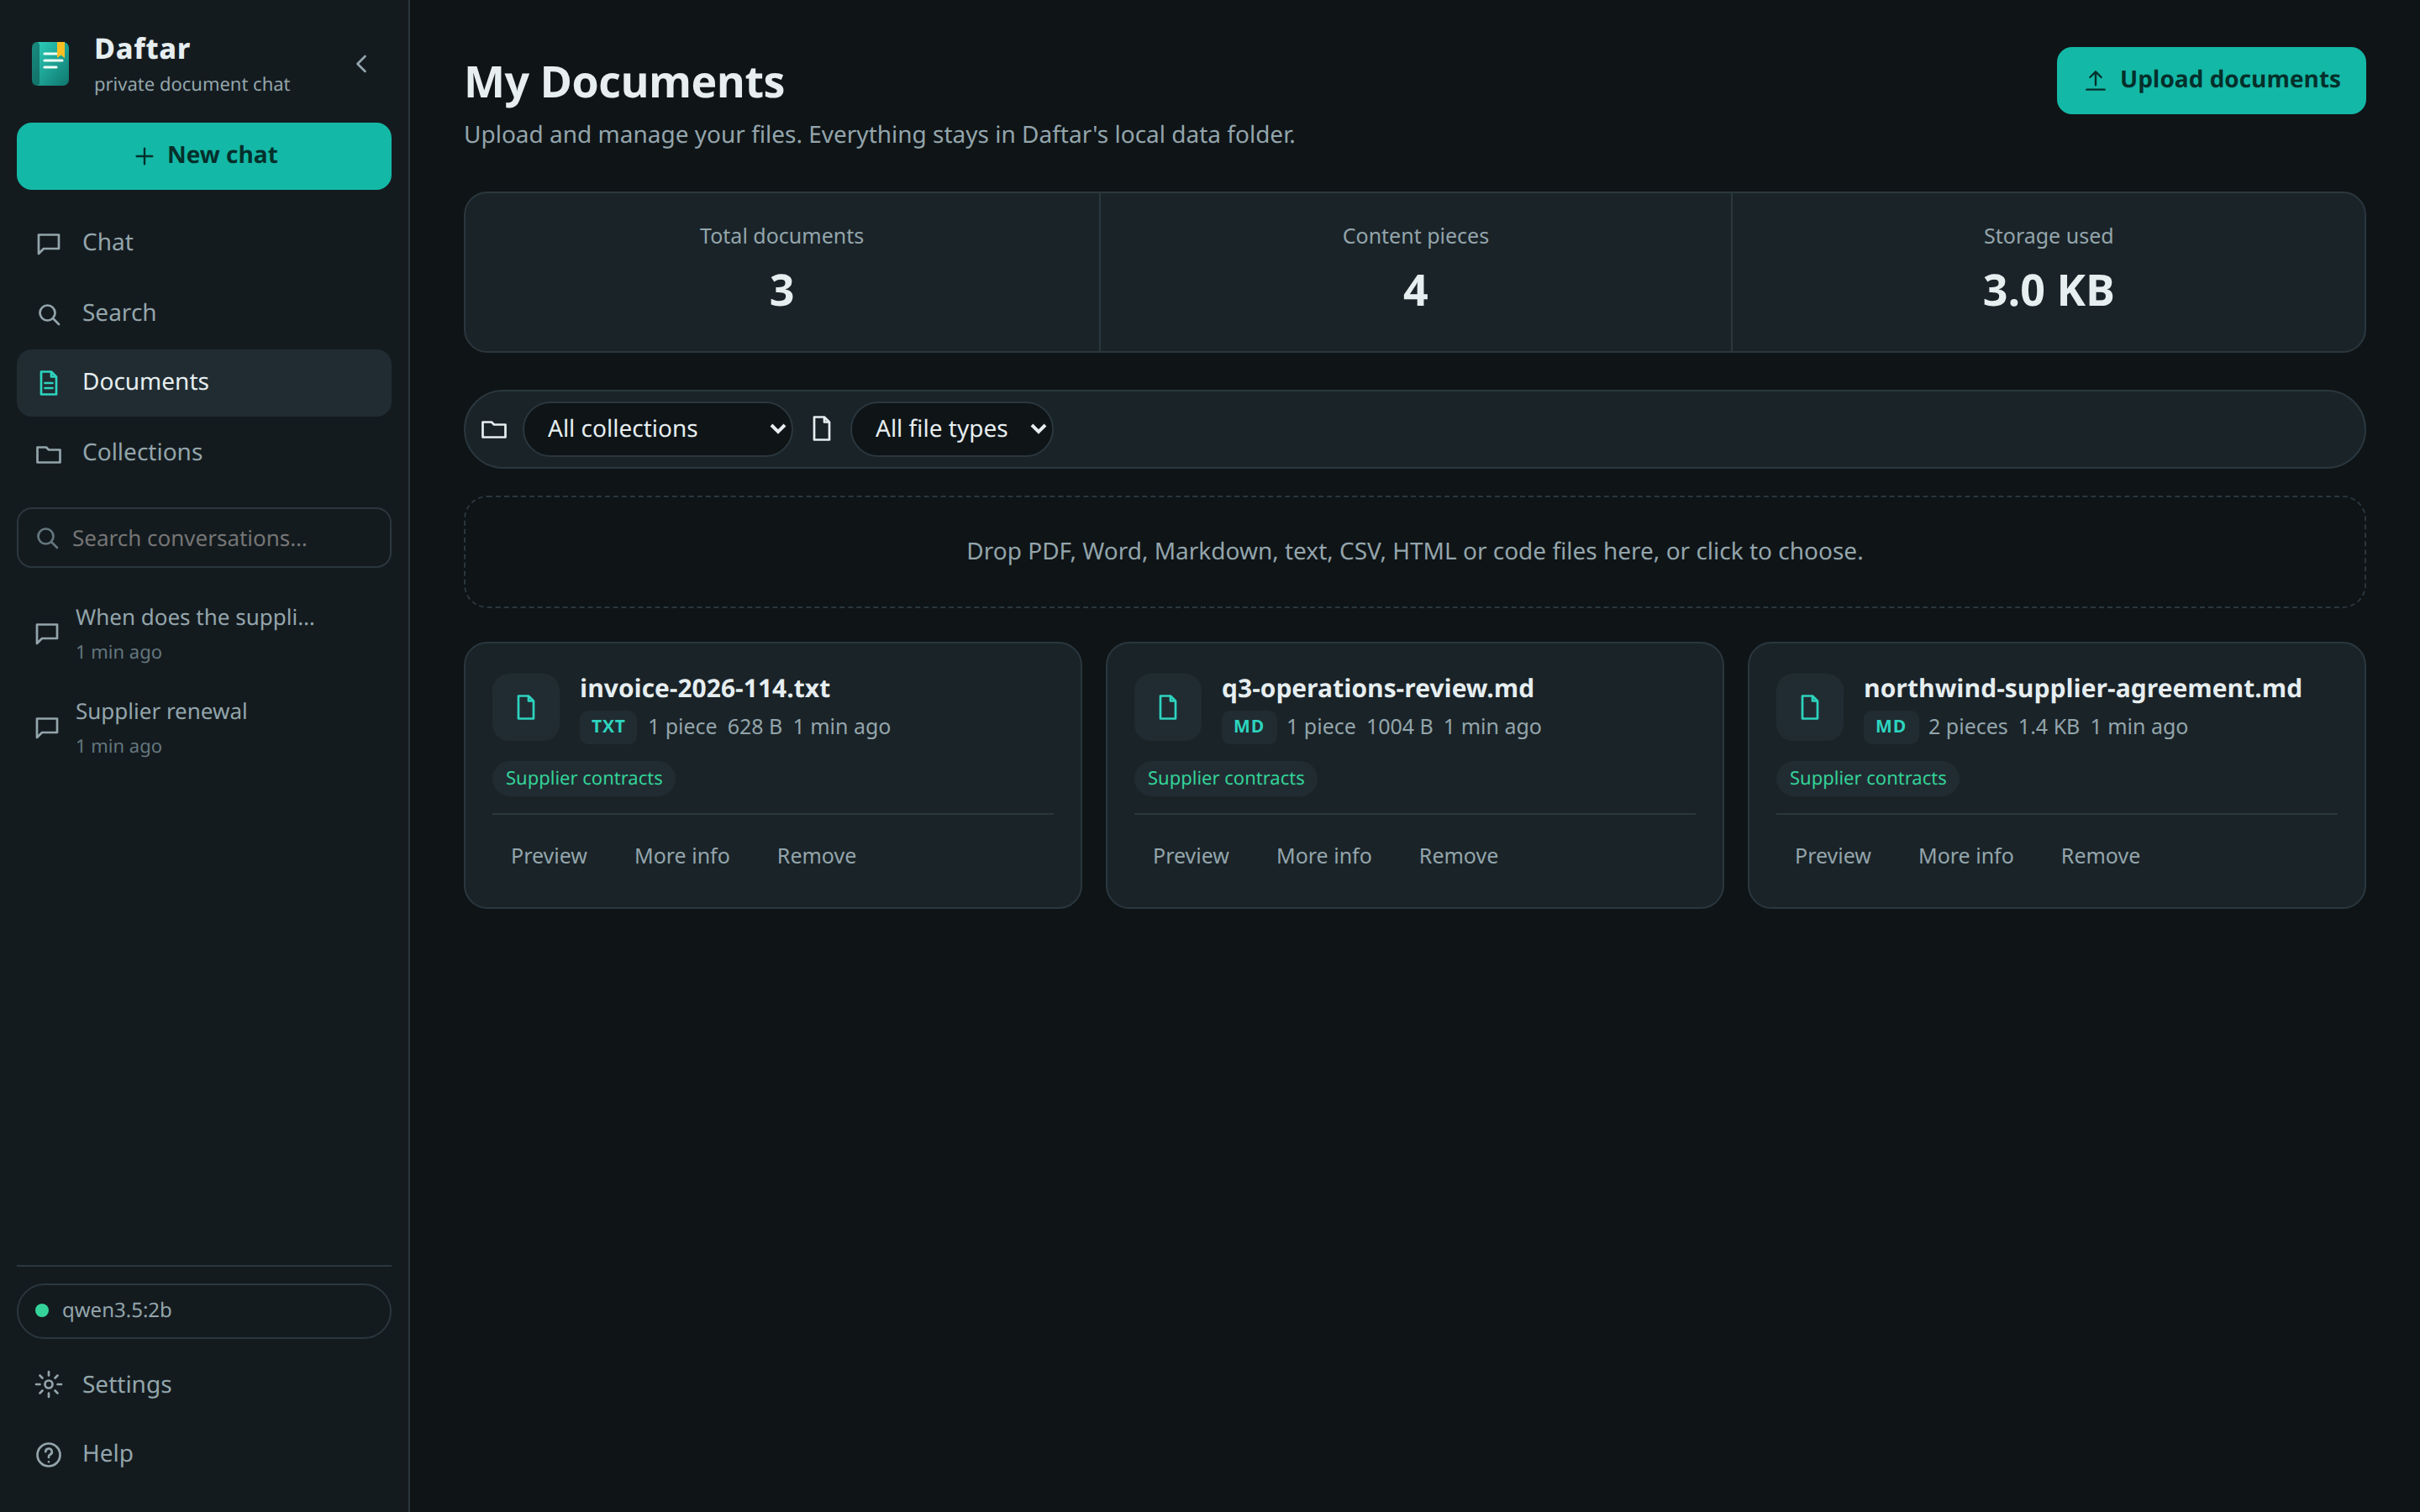 Daftar
private document chat
New chat
Chat
Search
Documents
Collections
Search conversations...
When does the suppli...
1 min ago
Supplier renewal
1 min ago
qwen3.5:2b
Settings
Help
My Documents
Upload and manage your files. Everything stays in Daftar's local data folder.
Upload documents
Total documents
3
Content pieces
4
Storage used
3.0 KB
All collections
All file types
Drop PDF, Word, Markdown, text, CSV, HTML or code files here, or click to choose.
invoice-2026-114.txt
TXT 1 piece 628 B 1 min ago
Supplier contracts
Preview More info Remove
q3-operations-review.md
MD 1 piece 1004 B 1 min ago
Supplier contracts
Preview More info Remove
northwind-supplier-agreement.md
MD 2 pieces 1.4 KB 1 min ago
Supplier contracts
Preview More info Remove